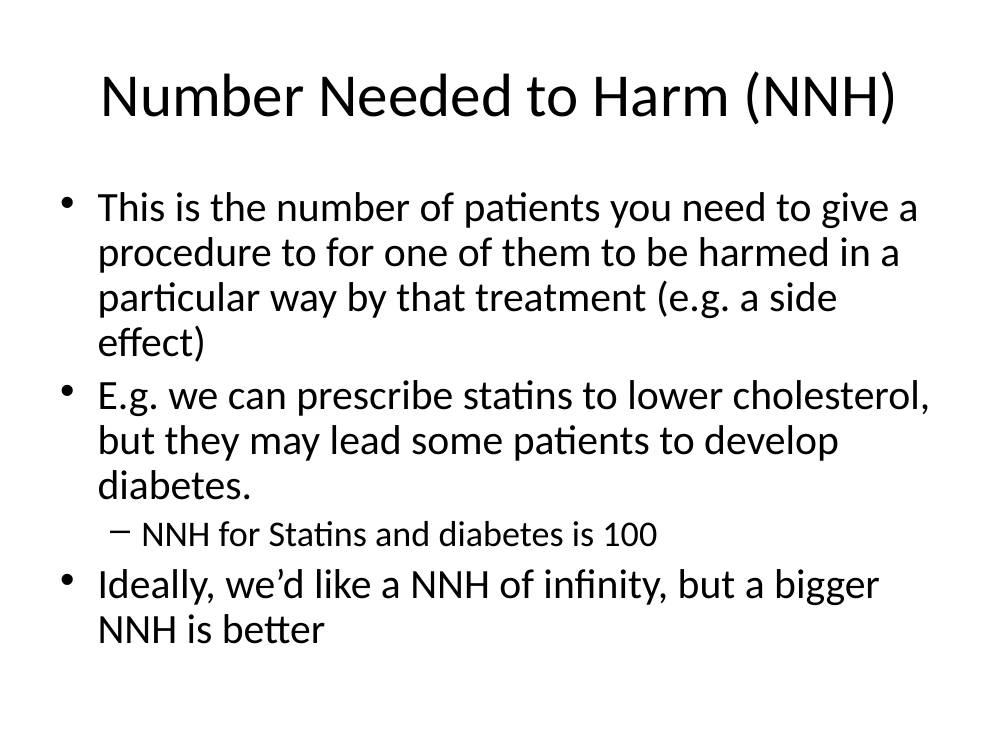 Number Needed to Harm (NNH)
• This is the number of patients you need to give a
procedure to for one of them to be harmed in a
particular way by that treatment (e.g. a side
effect)
• E.g. we can prescribe statins to lower cholesterol,
but they may lead some patients to develop
diabetes.
– NNH for Statins and diabetes is 100
• Ideally, we’d like a NNH of infinity, but a bigger
NNH is better